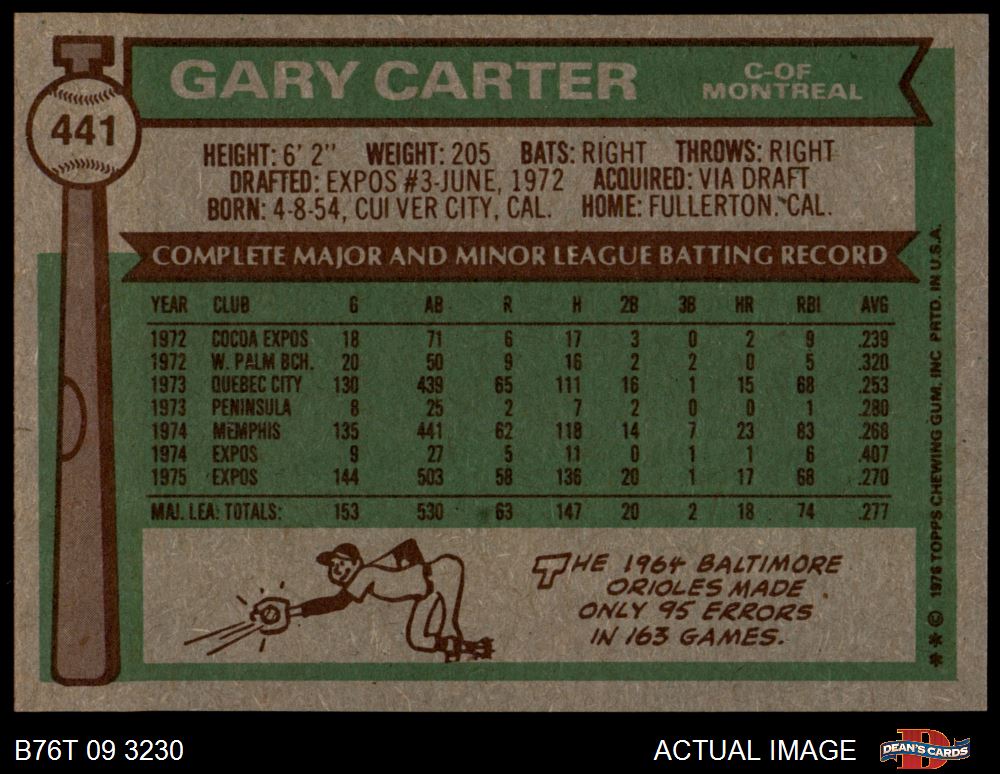 GARY CARTER
C-OF
MONTREAL
441
HEIGHT: 6' 2" WEIGHT: 205 BATS: RIGHT THROWS: RIGHT
DRAFTED: EXPOS #3-JUNE, 1972 ACQUIRED: VIA DRAFT
BORN: 4-8-54, CUI VER CITY, CAL. HOME: FULLERTON. CAL.
COMPLETE MAJOR AND MINOR LEAGUE BATTING RECORD
YEAR CLUB G AB R H 2B 3B HR RBI AVG
1972 COCOA EXPOS 18 71 6 17 3 0 2 9 .239
1972 W. PALM BCH. 20 50 9 16 2 2 0 5 .320
1973 QUEBEC CITY 130 439 65 111 16 1 15 68 .253
1973 PENINSULA 8 25 2 7 2 0 0 1 .280
1974 MEMPHIS 135 441 62 118 14 7 23 83 .268
1974 EXPOS 9 27 5 11 0 1 1 6 .407
1975 EXPOS 144 503 58 136 20 1 17 68 .270
MAJ. LEA: TOTALS: 153 530 63 147 20 2 18 74 .277
THE 1964 BALTIMORE
ORIOLES MADE
ONLY 95 ERRORS
IN 163 GAMES.
** © 1976 TOPPS CHEWING GUM, INC PRTD. IN U.S.A.
B76T 09 3230
ACTUAL IMAGE
DEAN'S CARDS